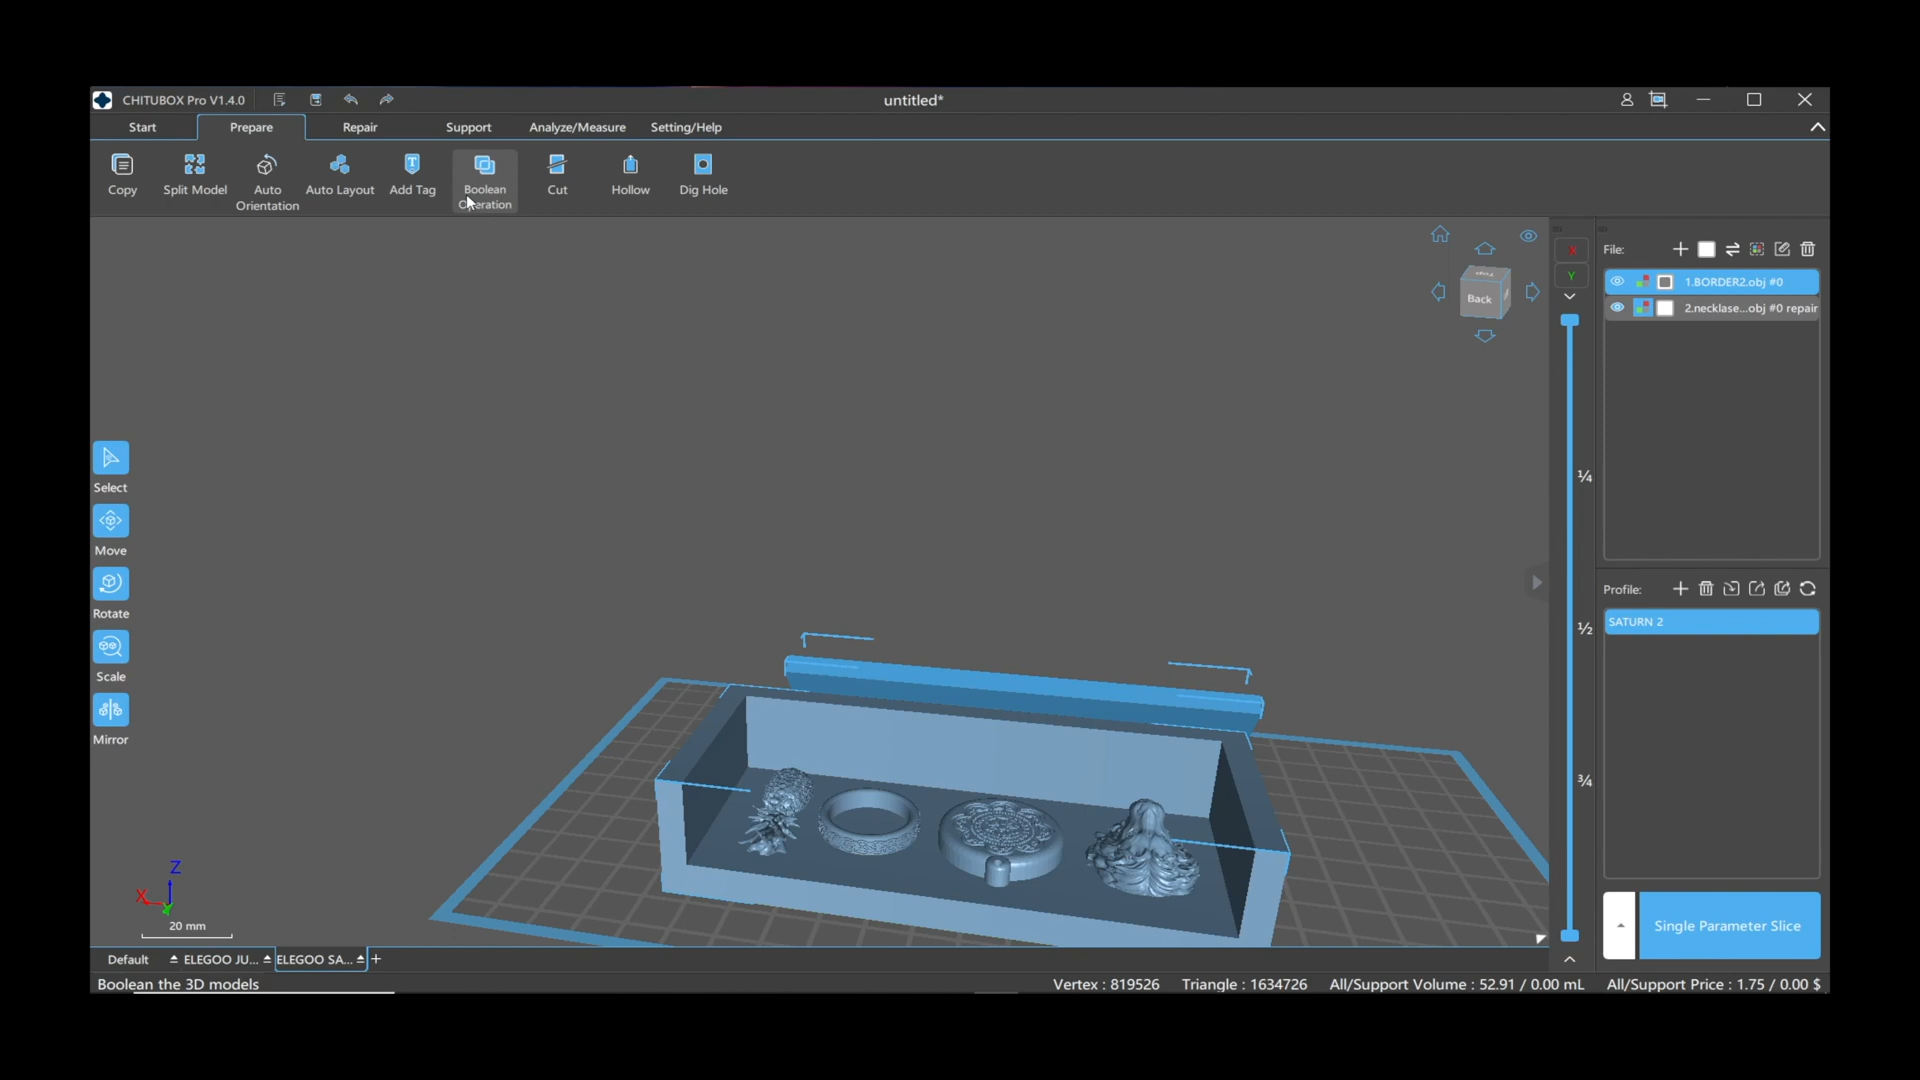 CHITUBOX Pro V1.4.0
untitled*
Start
Prepare
Repair
Support
Analyze/Measure
Setting/Help
Copy
Split Model
Auto
Orientation
Auto Layout
Add Tag
Boolean
Operation
Cut
Hollow
Dig Hole
File:
X
Y
1.BORDER2.obj #0
2.necklase...obj #0 repair
Back
1/4
1/2
3/4
Select
Move
Rotate
Scale
Mirror
Profile:
SATURN 2
Z
X
20 mm
Single Parameter Slice
Default
ELEGOO JU...
ELEGOO SA...
Boolean the 3D models
Vertex : 819526
Triangle : 1634726
All/Support Volume : 52.91 / 0.00 mL
All/Support Price : 1.75 / 0.00 $